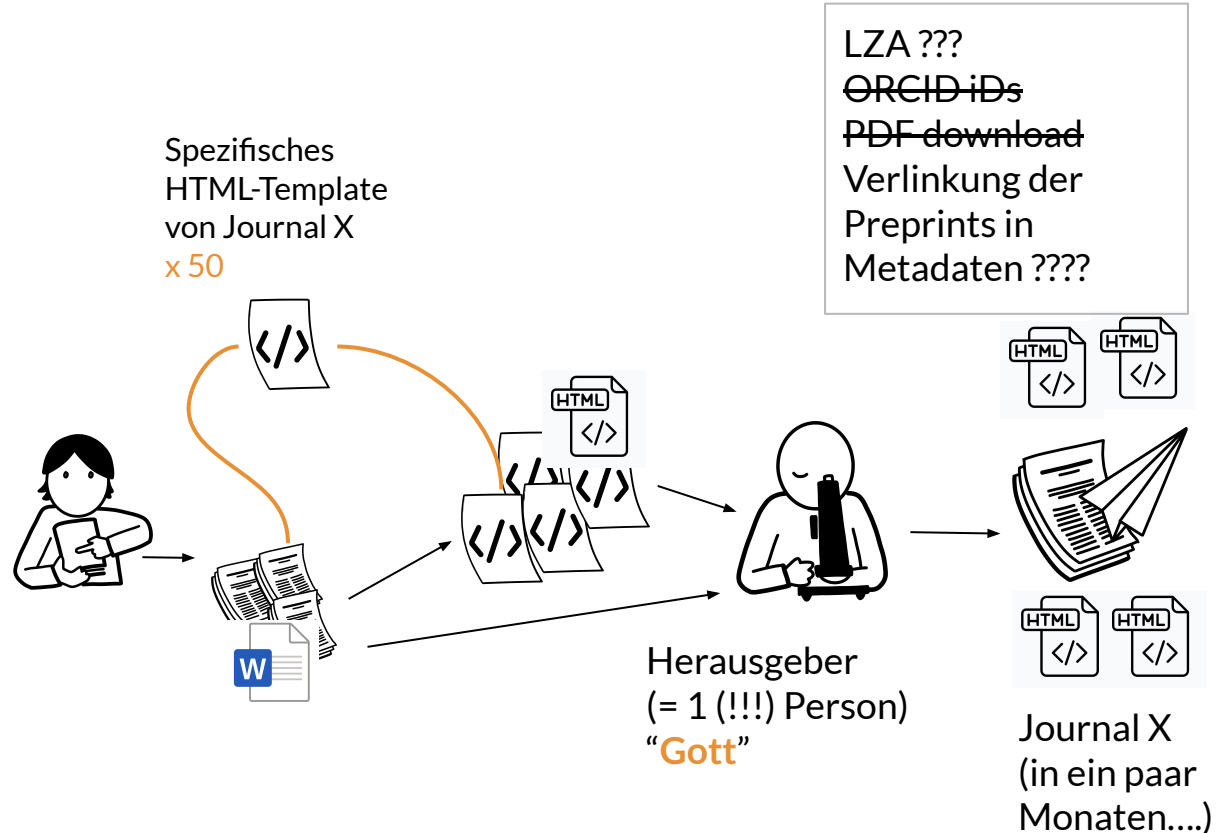 LZA ???
ORCID iDs
PDF download
Verlinkung der
Preprints in
Metadaten ????
Spezifisches
HTML-Template
von Journal X
x 50
</>
HTML
</>
HTML
</>
HTML
</>
</>
</>
</>
</>
W
HTML
</>
HTML
</>
Herausgeber
(= 1 (!!!) Person)
“Gott”
Journal X
(in ein paar
Monaten....)